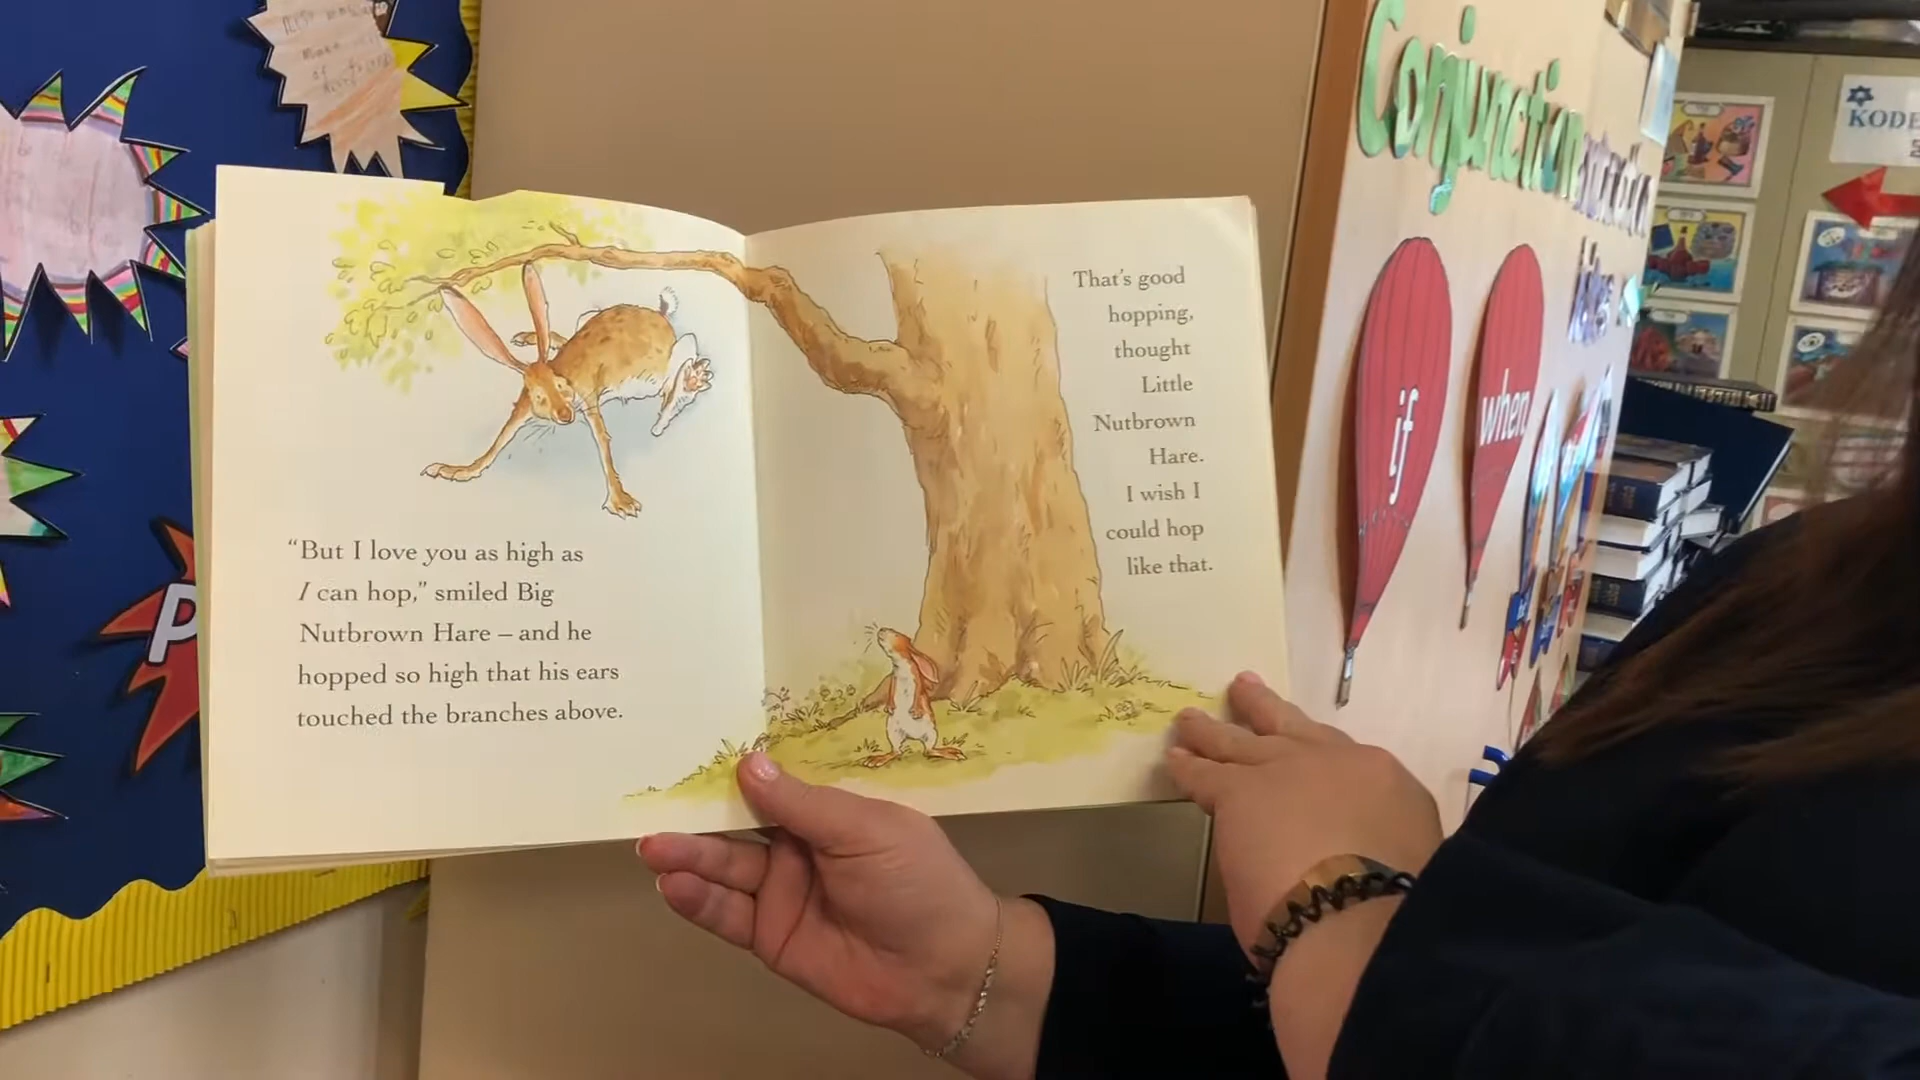 "But I love you as high as
I can hop," smiled Big
Nutbrown Hare – and he
hopped so high that his ears
touched the branches above.
That's good
hopping,
thought
Little
Nutbrown
Hare.
I wish I
could hop
like that.
Conjunction
if
when
KODE
P